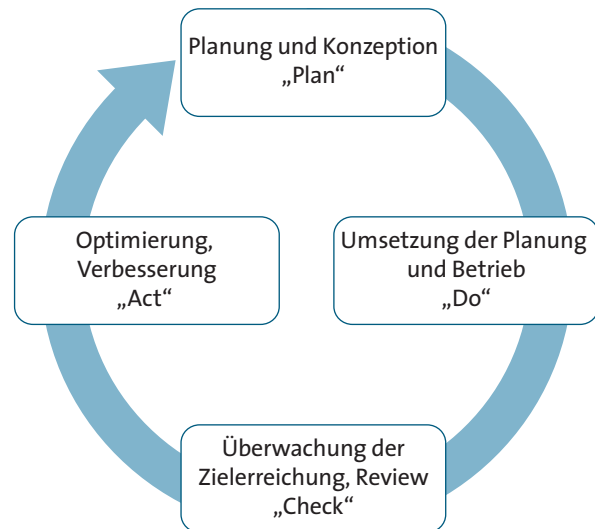 Planung und Konzeption
„Plan“
Umsetzung der Planung
und Betrieb
„Do“
Überwachung der
Zielerreichung, Review
„Check“
Optimierung,
Verbesserung
„Act“